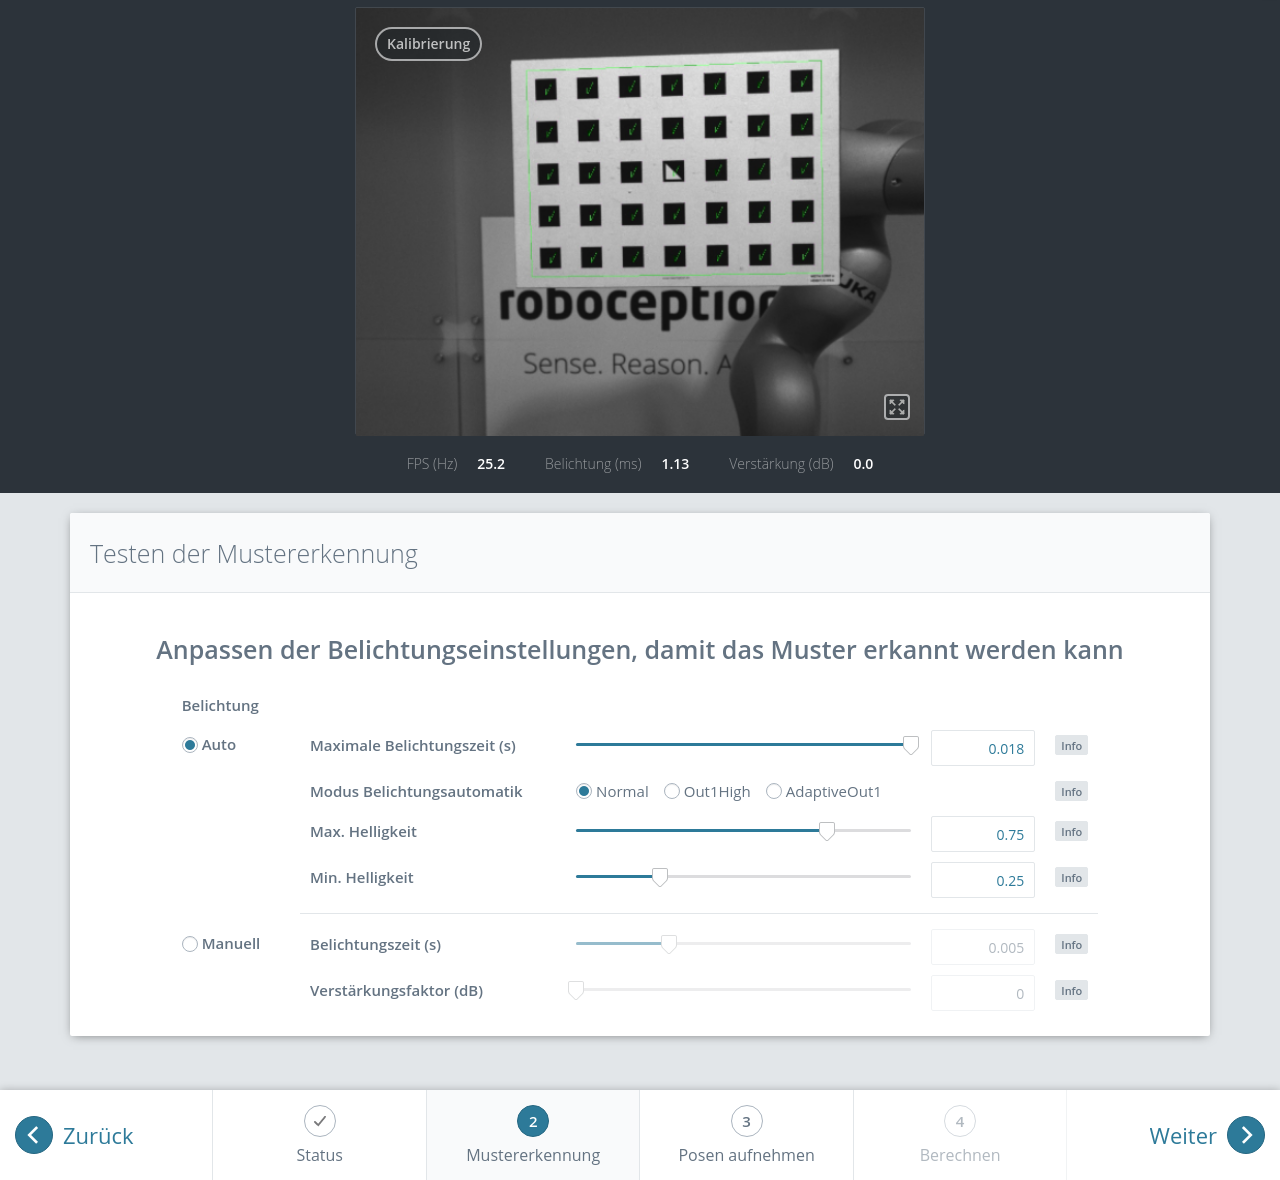 Kalibrierung
roboception
Sense. Reason. A
UKA
FPS (Hz) 25.2 Belichtung (ms) 1.13 Verstärkung (dB) 0.0
Testen der Mustererkennung
Anpassen der Belichtungseinstellungen, damit das Muster erkannt werden kann
Belichtung
Auto Maximale Belichtungszeit (s) 0.018 Info
Modus Belichtungsautomatik Normal Out1High AdaptiveOut1 Info
Max. Helligkeit 0.75 Info
Min. Helligkeit 0.25 Info
Manuell Belichtungszeit (s) 0.005 Info
Verstärkungsfaktor (dB) 0 Info
Zurück
Status
2 Mustererkennung
3 Posen aufnehmen
4 Berechnen
Weiter